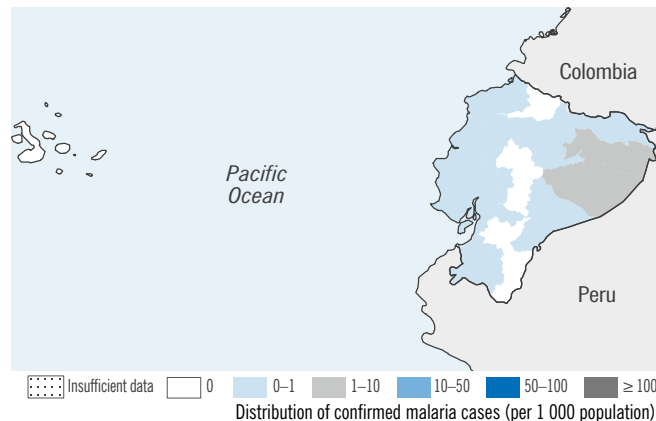 Colombia
Pacific
Ocean
Peru
Insufficient data 0 0–1 1–10 10–50 50–100 ≥ 100
Distribution of confirmed malaria cases (per 1 000 population)